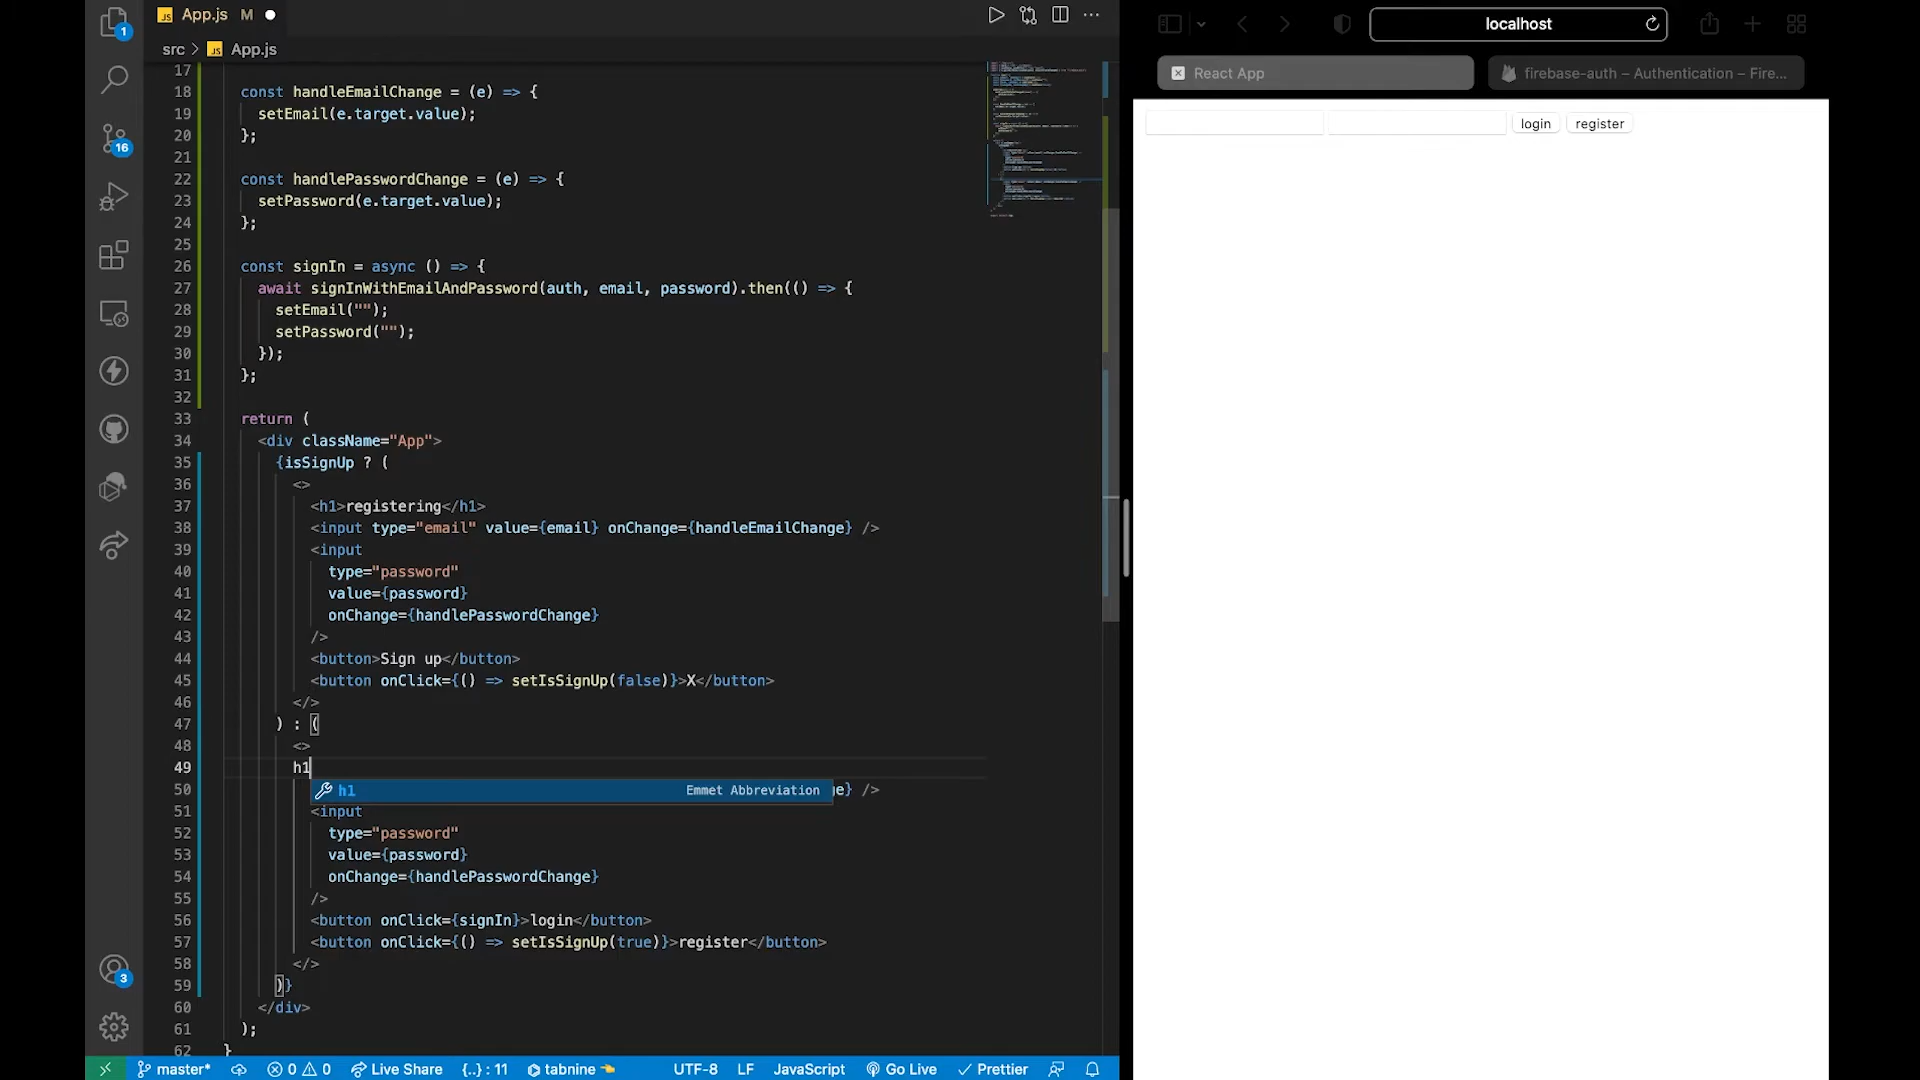 App.js M
src > App.js
17
18 const handleEmailChange = (e) => {
19 setEmail(e.target.value);
20 };
21
22 const handlePasswordChange = (e) => {
23 setPassword(e.target.value);
24 };
25
26 const signIn = async () => {
27 await signInWithEmailAndPassword(auth, email, password).then(() => {
28 setEmail("");
29 setPassword("");
30 });
31 };
32
33 return (
34 <div className="App">
35 {isSignUp ? (
36 <>
37 <h1>registering</h1>
38 <input type="email" value={email} onChange={handleEmailChange} />
39 <input
40 type="password"
41 value={password}
42 onChange={handlePasswordChange}
43 />
44 <button>Sign up</button>
45 <button onClick={() => setIsSignUp(false)}>X</button>
46 </>
47 ) : (
48 <>
49 h1
50 h1 Emmet Abbreviation e} />
51 <input
52 type="password"
53 value={password}
54 onChange={handlePasswordChange}
55 />
56 <button onClick={signIn}>login</button>
57 <button onClick={() => setIsSignUp(true)}>register</button>
58 </>
59 )}
60 </div>
61 );
62 }
1
16
3
master* 0 0 Live Share {..} : 11 tabnine UTF-8 LF JavaScript Go Live Prettier
localhost
React App
firebase-auth – Authentication – Fire...
login register